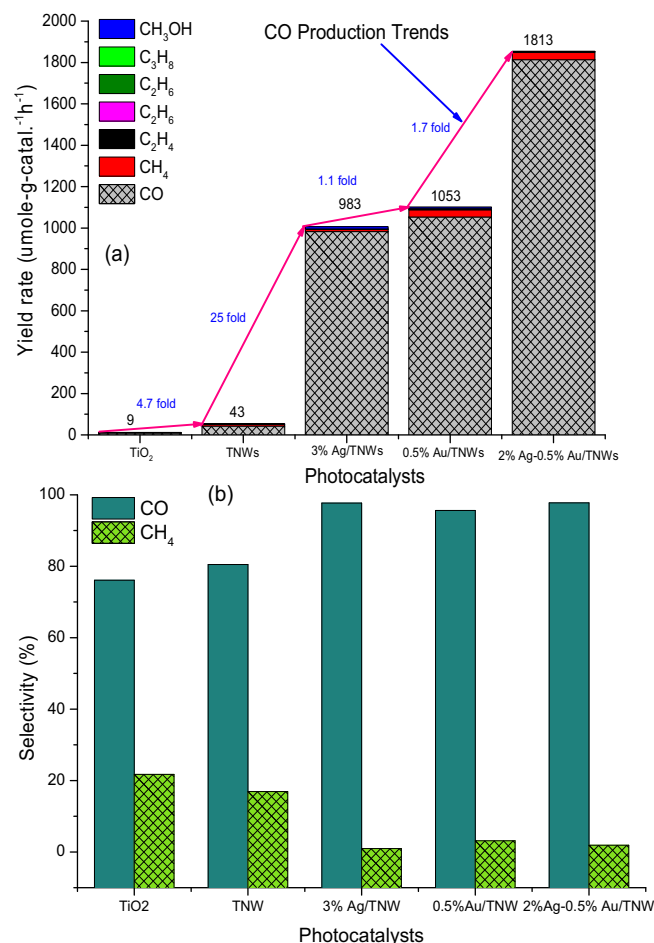 2000
1800
1600
1400
1200
1000
800
600
400
200
0
Yield rate (umole-g-catal.⁻¹h⁻¹)
CH₃OH
C₃H₈
C₂H₆
C₂H₆
C₂H₄
CH₄
CO
CO Production Trends
1813
1.7 fold
1.1 fold
983
1053
(a)
25 fold
4.7 fold
9
43
TiO₂ TNWs 3% Ag/TNWs 0.5% Au/TNWs 2% Ag-0.5% Au/TNWs
Photocatalysts
(b)
CO
CH₄
100
80
60
40
20
0
Selectivity (%)
TiO2 TNW 3% Ag/TNW 0.5%Au/TNW 2%Ag-0.5% Au/TNW
Photocatalysts